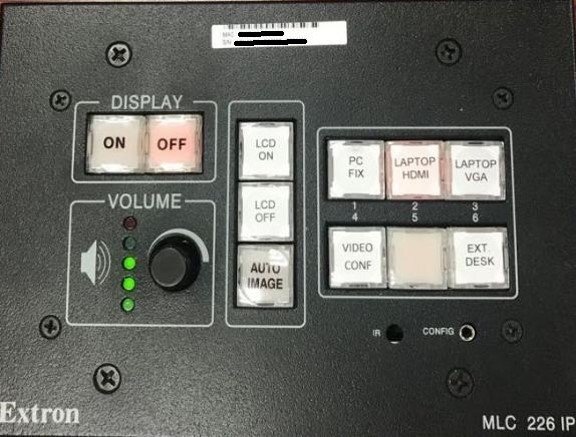 MAC
S/N
DISPLAY
ON
OFF
VOLUME
LCD
ON
LCD
OFF
AUTO
IMAGE
PC
FIX
LAPTOP
HDMI
LAPTOP
VGA
1 2 3
4 5 6
VIDEO
CONF
EXT.
DESK
IR
CONFIG
Extron
MLC 226 IP